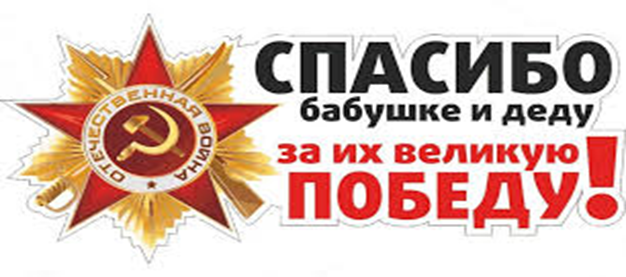 ОТЕЧЕСТВЕННАЯ ВОЙНА
СПАСИБО
бабушке и деду
за их великую
ПОБЕДУ!